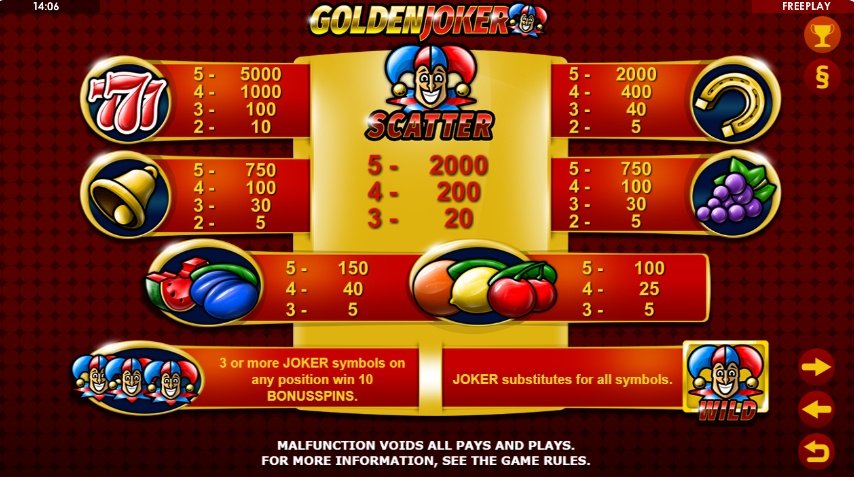 14:06
FREEPLAY
GOLDEN JOKER
§
777
5 - 5000
4 - 1000
3 - 100
2 - 10
SCATTER
5 - 2000
4 - 200
3 - 20
5 - 2000
4 - 400
3 - 40
2 - 5
5 - 750
4 - 100
3 - 30
2 - 5
5 - 750
4 - 100
3 - 30
2 - 5
5 - 150
4 - 40
3 - 5
5 - 100
4 - 25
3 - 5
3 or more JOKER symbols on
any position win 10
BONUSSPINS.
JOKER substitutes for all symbols.
WILD
MALFUNCTION VOIDS ALL PAYS AND PLAYS.
FOR MORE INFORMATION, SEE THE GAME RULES.